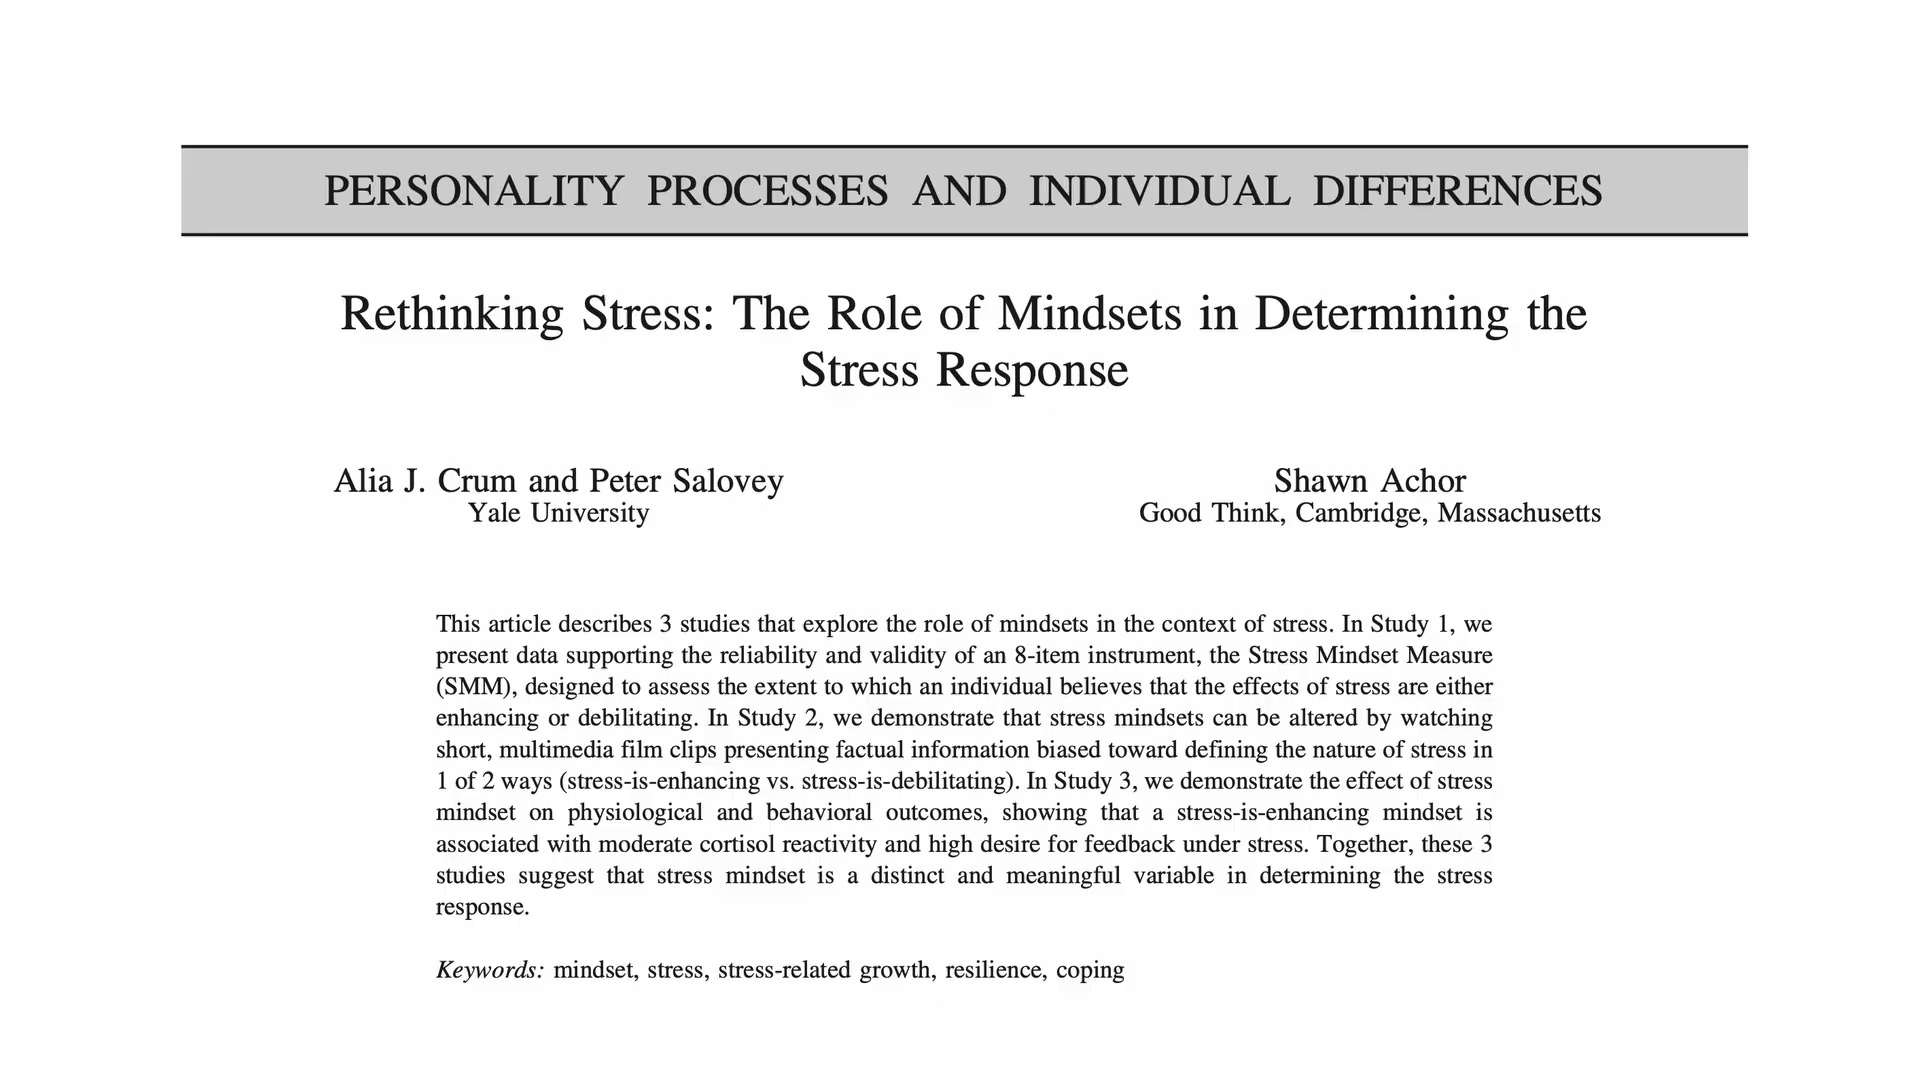 PERSONALITY PROCESSES AND INDIVIDUAL DIFFERENCES
Rethinking Stress: The Role of Mindsets in Determining the
Stress Response
Alia J. Crum and Peter Salovey
Yale University
Shawn Achor
Good Think, Cambridge, Massachusetts
This article describes 3 studies that explore the role of mindsets in the context of stress. In Study 1, we
present data supporting the reliability and validity of an 8-item instrument, the Stress Mindset Measure
(SMM), designed to assess the extent to which an individual believes that the effects of stress are either
enhancing or debilitating. In Study 2, we demonstrate that stress mindsets can be altered by watching
short, multimedia film clips presenting factual information biased toward defining the nature of stress in
1 of 2 ways (stress-is-enhancing vs. stress-is-debilitating). In Study 3, we demonstrate the effect of stress
mindset on physiological and behavioral outcomes, showing that a stress-is-enhancing mindset is
associated with moderate cortisol reactivity and high desire for feedback under stress. Together, these 3
studies suggest that stress mindset is a distinct and meaningful variable in determining the stress
response.
Keywords: mindset, stress, stress-related growth, resilience, coping